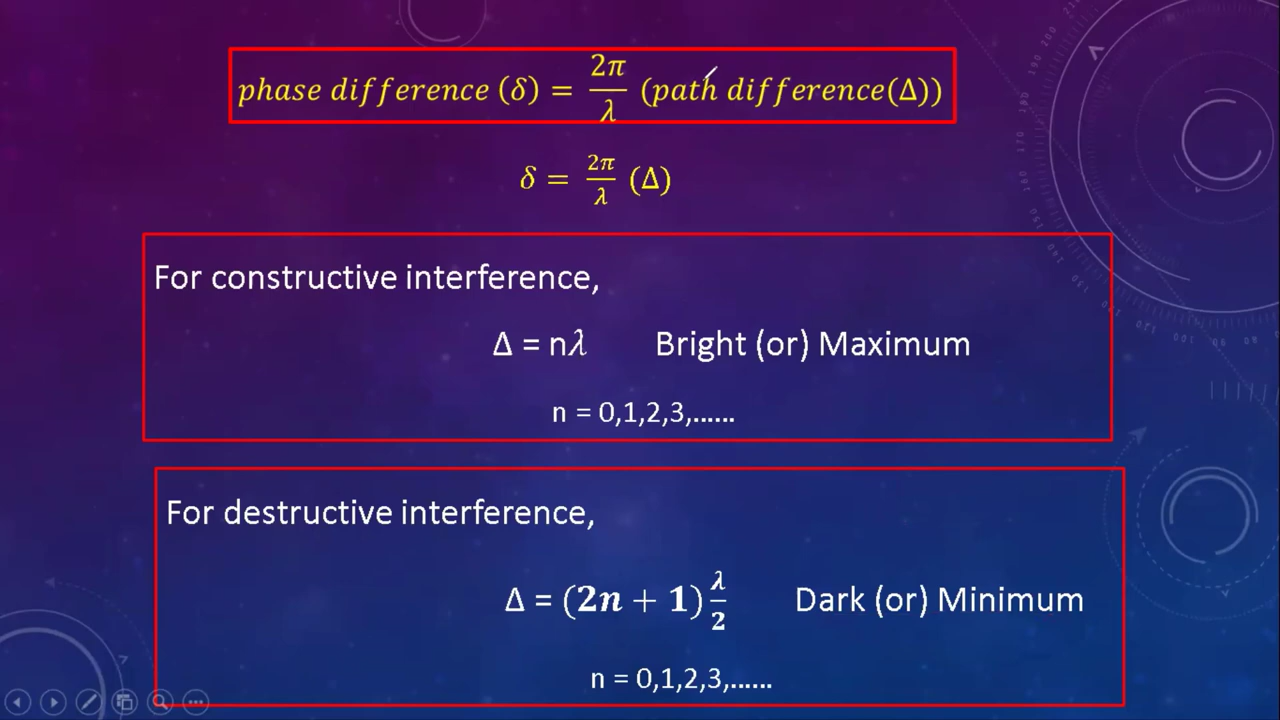 phase difference (δ) = 2π/λ (path difference(Δ))
δ = 2π/λ (Δ)
For constructive interference,
Δ = nλ Bright (or) Maximum
n = 0,1,2,3,......
For destructive interference,
Δ = (2n + 1) λ/2 Dark (or) Minimum
n = 0,1,2,3,......